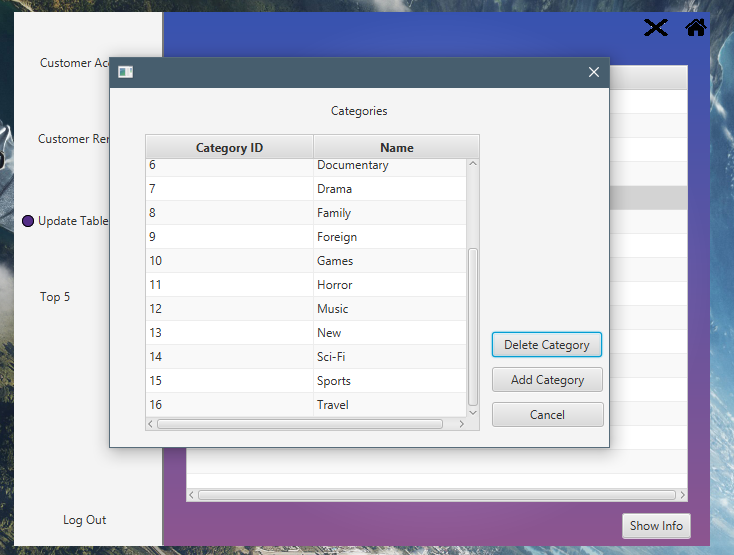 Customer Acc
Customer Ren
Update Table
Top 5
Log Out
Categories
Category ID Name
6 Documentary
7 Drama
8 Family
9 Foreign
10 Games
11 Horror
12 Music
13 New
14 Sci-Fi
15 Sports
16 Travel
Delete Category
Add Category
Cancel
Show Info